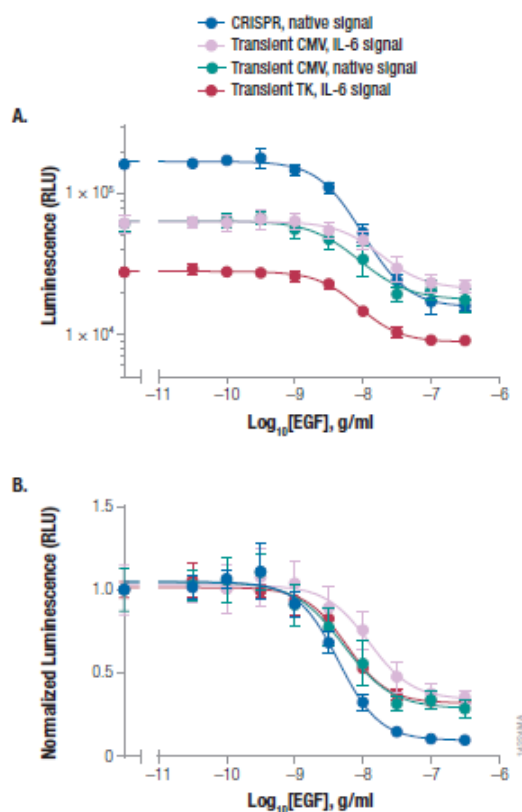 CRISPR, native signal
Transient CMV, IL-6 signal
Transient CMV, native signal
Transient TK, IL-6 signal
A.
Luminescence (RLU)
1 × 10⁵
1 × 10⁴
–11 –10 –9 –8 –7 –6
Log₁₀[EGF], g/ml
B.
Normalized Luminescence (RLU)
1.5
1.0
0.5
0
–11 –10 –9 –8 –7 –6
Log₁₀[EGF], g/ml